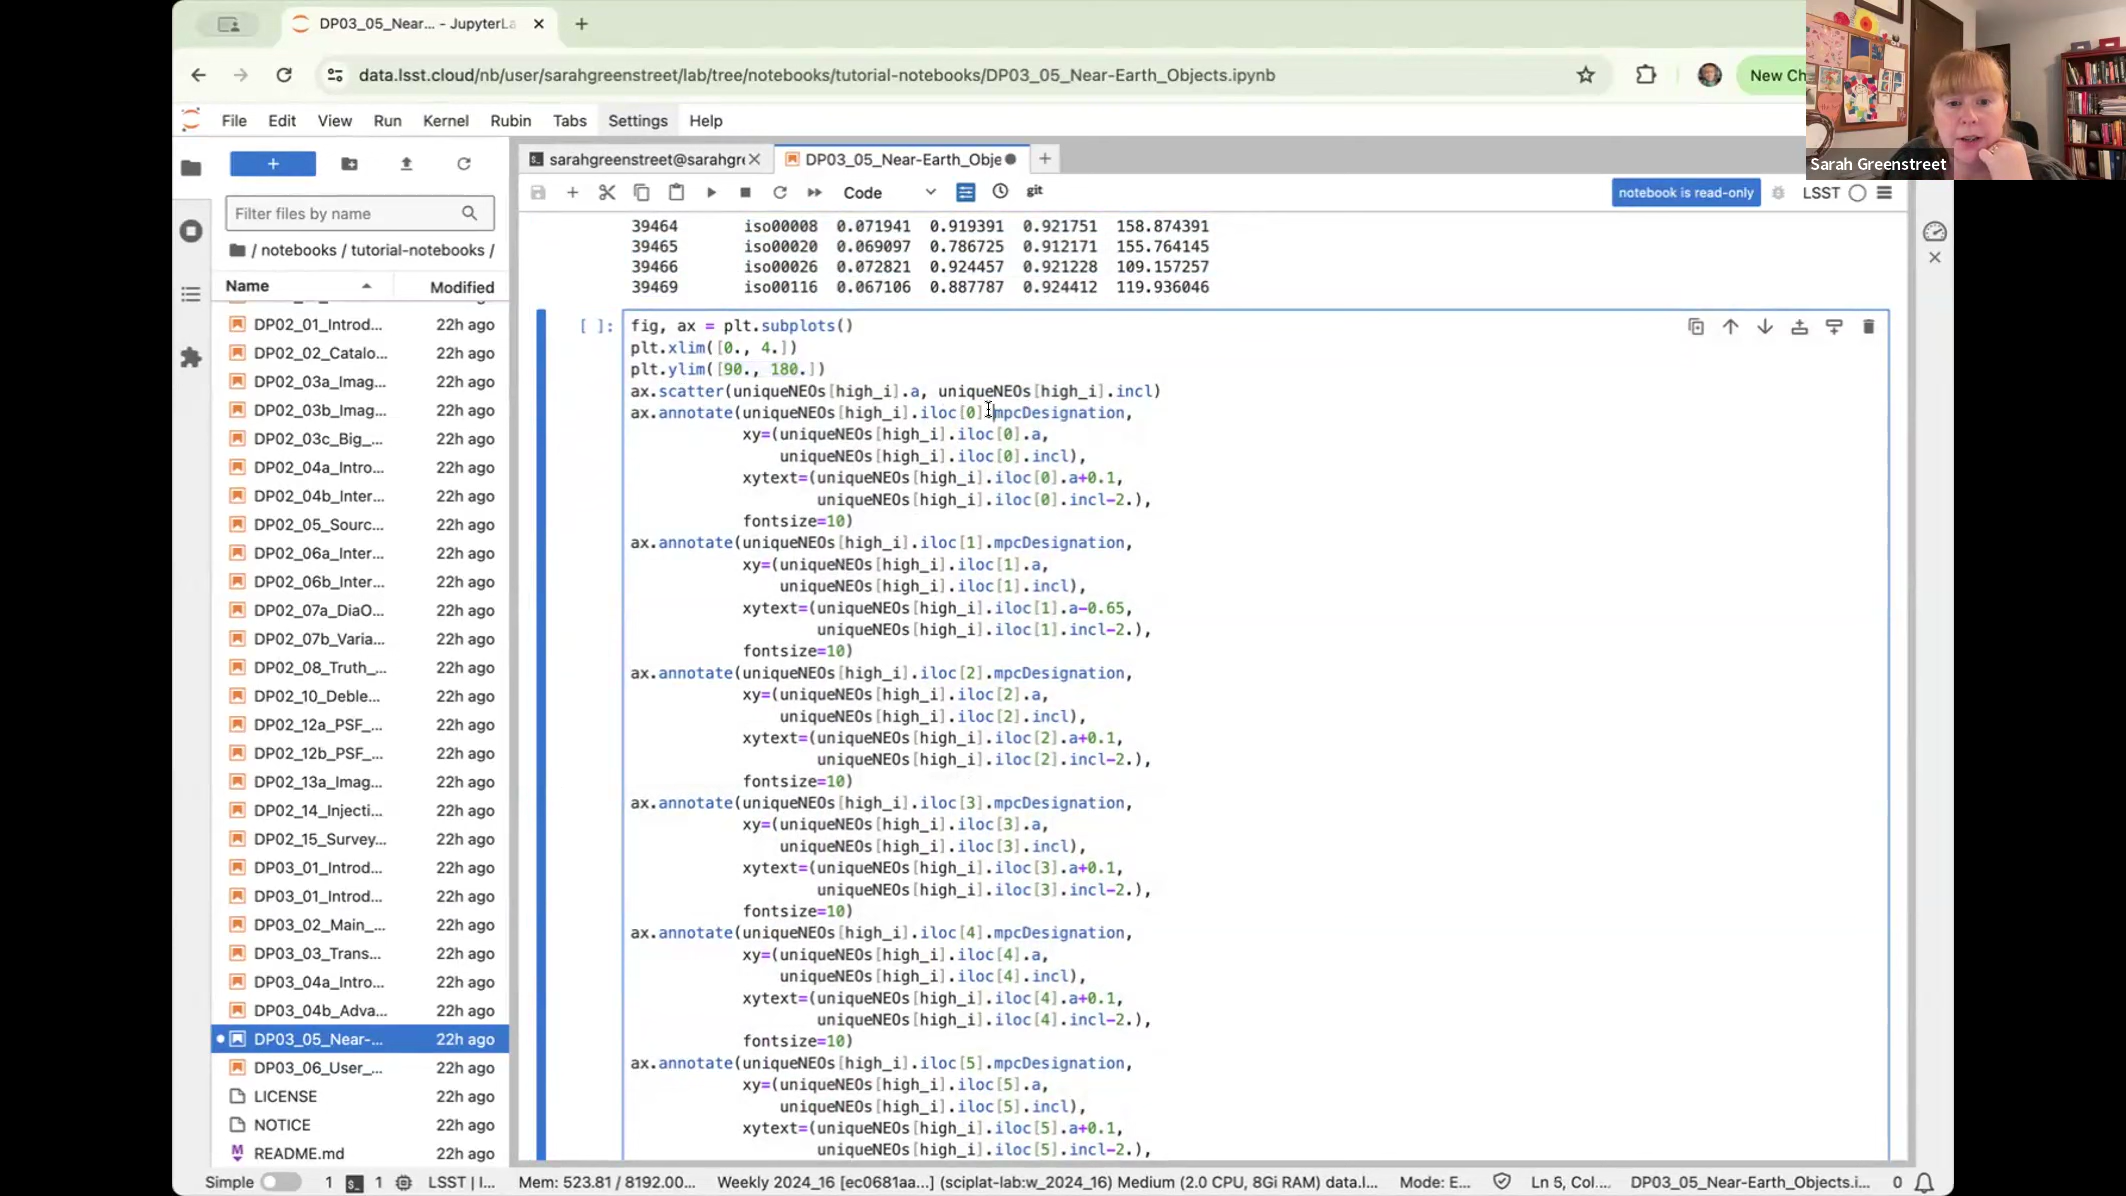 DP03_05_Near... - JupyterLa
data.lsst.cloud/nb/user/sarahgreenstreet/lab/tree/notebooks/tutorial-notebooks/DP03_05_Near-Earth_Objects.ipynb
New Ch
Sarah Greenstreet
File Edit View Run Kernel Rubin Tabs Settings Help
sarahgreenstreet@sarahgr
DP03_05_Near-Earth_Obje
Code
git
notebook is read-only
LSST
Filter files by name
/ notebooks / tutorial-notebooks /
Name Modified
DP02_01_Introd... 22h ago
DP02_02_Catalo... 22h ago
DP02_03a_Imag... 22h ago
DP02_03b_Imag... 22h ago
DP02_03c_Big_... 22h ago
DP02_04a_Intro... 22h ago
DP02_04b_Inter... 22h ago
DP02_05_Sourc... 22h ago
DP02_06a_Inter... 22h ago
DP02_06b_Inter... 22h ago
DP02_07a_DiaO... 22h ago
DP02_07b_Varia... 22h ago
DP02_08_Truth_... 22h ago
DP02_10_Deble... 22h ago
DP02_12a_PSF_... 22h ago
DP02_12b_PSF_... 22h ago
DP02_13a_Imag... 22h ago
DP02_14_Injecti... 22h ago
DP02_15_Survey... 22h ago
DP03_01_Introd... 22h ago
DP03_01_Introd... 22h ago
DP03_02_Main_... 22h ago
DP03_03_Trans... 22h ago
DP03_04a_Intro... 22h ago
DP03_04b_Adva... 22h ago
DP03_05_Near-... 22h ago
DP03_06_User_... 22h ago
LICENSE 22h ago
NOTICE 22h ago
README.md 22h ago
39464 iso00008 0.071941 0.919391 0.921751 158.874391
39465 iso00020 0.069097 0.786725 0.912171 155.764145
39466 iso00026 0.072821 0.924457 0.921228 109.157257
39469 iso00116 0.067106 0.887787 0.924412 119.936046
[ ]:
fig, ax = plt.subplots()
plt.xlim([0., 4.])
plt.ylim([90., 180.])
ax.scatter(uniqueNEOs[high_i].a, uniqueNEOs[high_i].incl)
ax.annotate(uniqueNEOs[high_i].iloc[0].mpcDesignation,
xy=(uniqueNEOs[high_i].iloc[0].a,
uniqueNEOs[high_i].iloc[0].incl),
xytext=(uniqueNEOs[high_i].iloc[0].a+0.1,
uniqueNEOs[high_i].iloc[0].incl-2.),
fontsize=10)
ax.annotate(uniqueNEOs[high_i].iloc[1].mpcDesignation,
xy=(uniqueNEOs[high_i].iloc[1].a,
uniqueNEOs[high_i].iloc[1].incl),
xytext=(uniqueNEOs[high_i].iloc[1].a-0.65,
uniqueNEOs[high_i].iloc[1].incl-2.),
fontsize=10)
ax.annotate(uniqueNEOs[high_i].iloc[2].mpcDesignation,
xy=(uniqueNEOs[high_i].iloc[2].a,
uniqueNEOs[high_i].iloc[2].incl),
xytext=(uniqueNEOs[high_i].iloc[2].a+0.1,
uniqueNEOs[high_i].iloc[2].incl-2.),
fontsize=10)
ax.annotate(uniqueNEOs[high_i].iloc[3].mpcDesignation,
xy=(uniqueNEOs[high_i].iloc[3].a,
uniqueNEOs[high_i].iloc[3].incl),
xytext=(uniqueNEOs[high_i].iloc[3].a+0.1,
uniqueNEOs[high_i].iloc[3].incl-2.),
fontsize=10)
ax.annotate(uniqueNEOs[high_i].iloc[4].mpcDesignation,
xy=(uniqueNEOs[high_i].iloc[4].a,
uniqueNEOs[high_i].iloc[4].incl),
xytext=(uniqueNEOs[high_i].iloc[4].a+0.1,
uniqueNEOs[high_i].iloc[4].incl-2.),
fontsize=10)
ax.annotate(uniqueNEOs[high_i].iloc[5].mpcDesignation,
xy=(uniqueNEOs[high_i].iloc[5].a,
uniqueNEOs[high_i].iloc[5].incl),
xytext=(uniqueNEOs[high_i].iloc[5].a+0.1,
uniqueNEOs[high_i].iloc[5].incl-2.),
Simple 1 1 LSST | I... Mem: 523.81 / 8192.00... Weekly 2024_16 [ec0681aa...] (sciplat-lab:w_2024_16) Medium (2.0 CPU, 8Gi RAM) data.l... Mode: E... Ln 5, Col... DP03_05_Near-Earth_Objects.i... 0